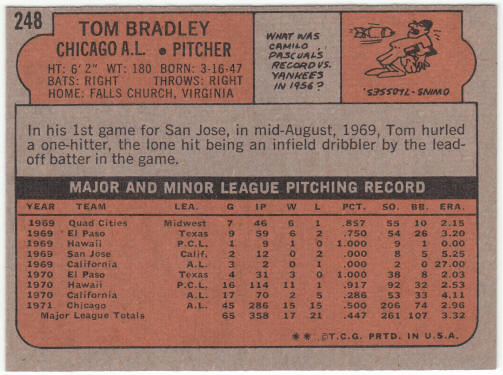 248
TOM BRADLEY
CHICAGO A.L. • PITCHER
HT: 6' 2" WT: 180 BORN: 3-16-47
BATS: RIGHT THROWS: RIGHT
HOME: FALLS CHURCH, VIRGINIA
WHAT WAS
CAMILO
PASCUAL'S
RECORD VS.
YANKEES
IN 1956?
OWINS-7LOSSES.
In his 1st game for San Jose, in mid-August, 1969, Tom hurled
a one-hitter, the lone hit being an infield dribbler by the lead-
off batter in the game.
MAJOR AND MINOR LEAGUE PITCHING RECORD
YEAR TEAM LEA. G IP W L PCT. SO. BB. ERA.
1969 Quad Cities Midwest 7 46 6 1 .857 55 10 2.15
1969 El Paso Texas 9 59 6 2 .750 54 26 3.20
1969 Hawaii P.C.L. 1 9 1 0 1.000 9 1 0.00
1969 San Jose Calif. 2 12 0 2 .000 8 5 5.25
1969 California A.L. 3 2 0 1 .000 2 0 27.00
1970 El Paso Texas 4 31 3 0 1.000 38 8 2.03
1970 Hawaii P.C.L. 16 114 11 1 .917 92 32 2.53
1970 California A.L. 17 70 2 5 .286 53 33 4.11
1971 Chicago A.L. 45 286 15 15 .500 206 74 2.96
Major League Totals 65 358 17 21 .447 261 107 3.32
** ©T.C.G. PRTD. IN U.S.A.